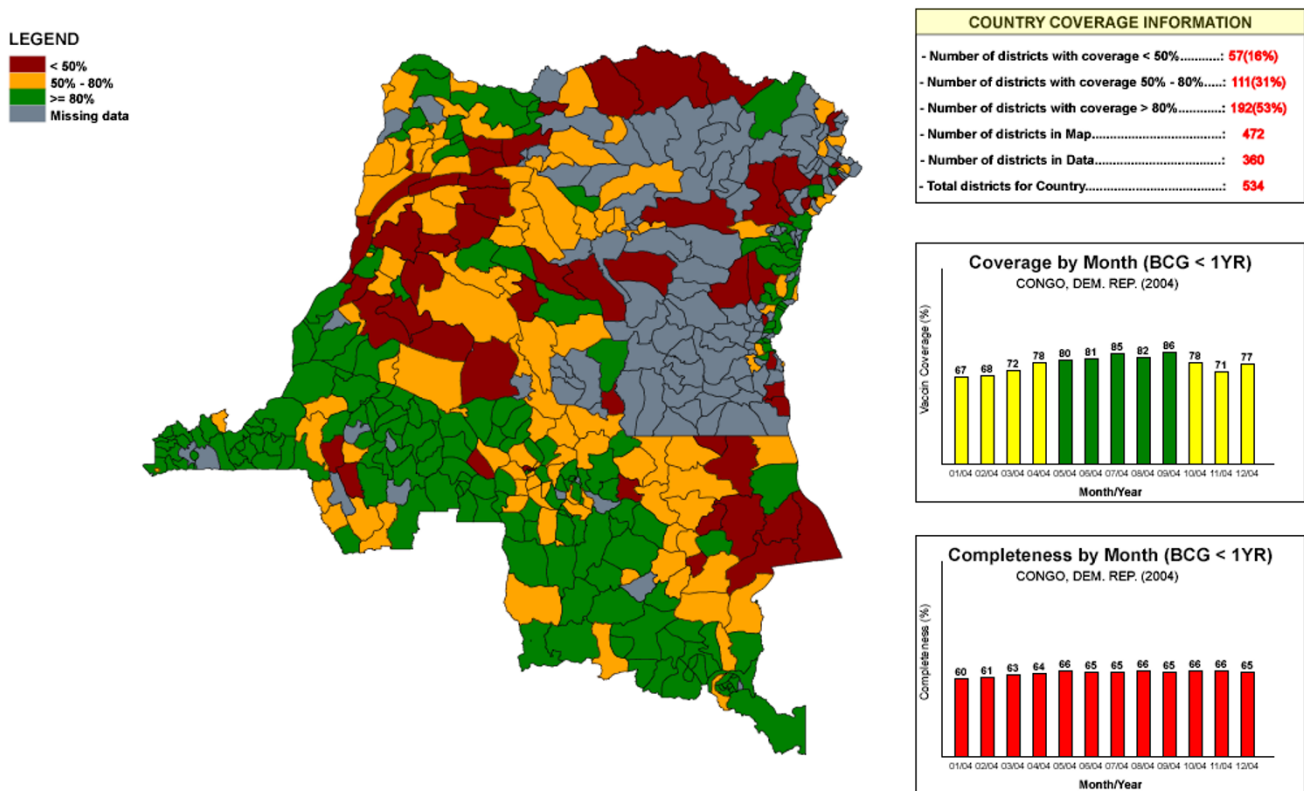 LEGEND
< 50%
50% - 80%
>= 80%
Missing data
COUNTRY COVERAGE INFORMATION
- Number of districts with coverage < 50%...........: 57(16%)
- Number of districts with coverage 50% - 80%.....: 111(31%)
- Number of districts with coverage > 80%............: 192(53%)
- Number of districts in Map.................................: 472
- Number of districts in Data................................: 360
- Total districts for Country...................................: 534
Coverage by Month (BCG < 1YR)
CONGO, DEM. REP. (2004)
Vaccin Coverage (%)
67 68 72 78 80 81 85 82 86 78 71 77
01/04 02/04 03/04 04/04 05/04 06/04 07/04 08/04 09/04 10/04 11/04 12/04
Month/Year
Completeness by Month (BCG < 1YR)
CONGO, DEM. REP. (2004)
Completeness (%)
60 61 63 64 66 65 65 66 65 66 66 65
01/04 02/04 03/04 04/04 05/04 06/04 07/04 08/04 09/04 10/04 11/04 12/04
Month/Year